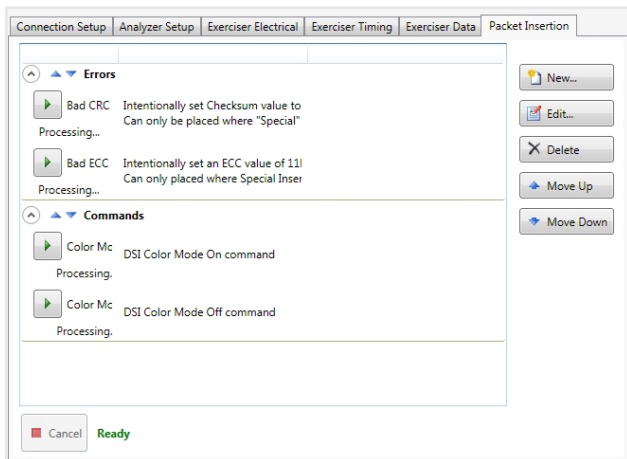 Connection Setup Analyzer Setup Exerciser Electrical Exerciser Timing Exerciser Data Packet Insertion
Errors
Bad CRC Intentionally set Checksum value to
Can only be placed where "Special"
Processing...
Bad ECC Intentionally set an ECC value of 11l
Can only placed where Special Inser
Processing...
Commands
Color Mc DSI Color Mode On command
Processing.
Color Mc DSI Color Mode Off command
Processing.
New...
Edit...
Delete
Move Up
Move Down
Cancel Ready